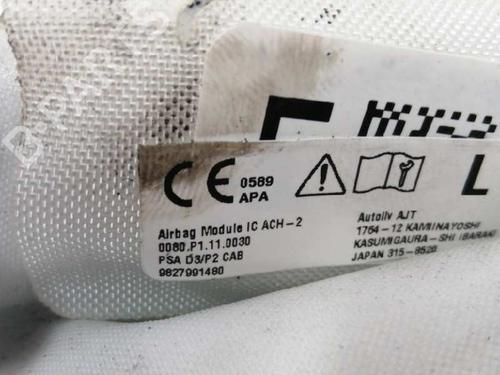 B-PARTS
CE 0589
APA
L
Airbag Module IC ACH-2
0080.P1.11.0030
PSA D3/P2 CAB
9827991480
Autoliv AJT
1764-12 KAMINAYOSHI
KASUMIGAURA-SHI IBARAKI
JAPAN 315-8520